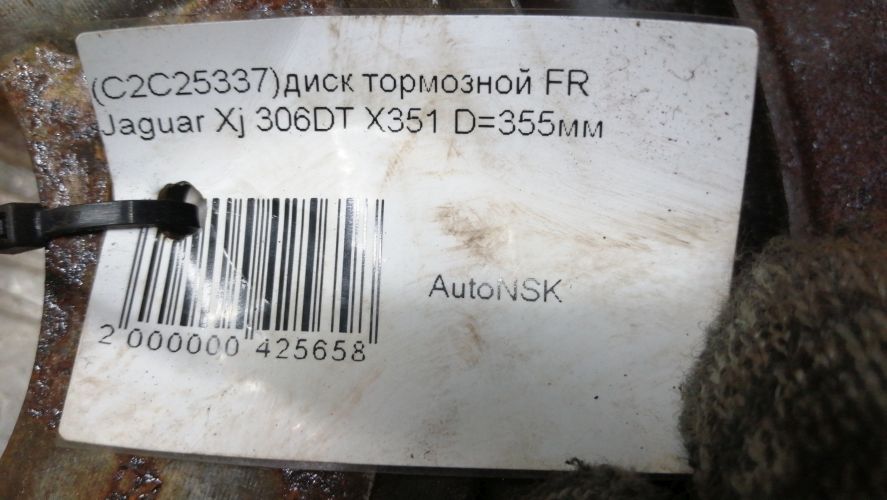 (C2C25337)диск тормозной FR
Jaguar Xj 306DT X351 D=355мм
AutoNSK
2 000000 425658